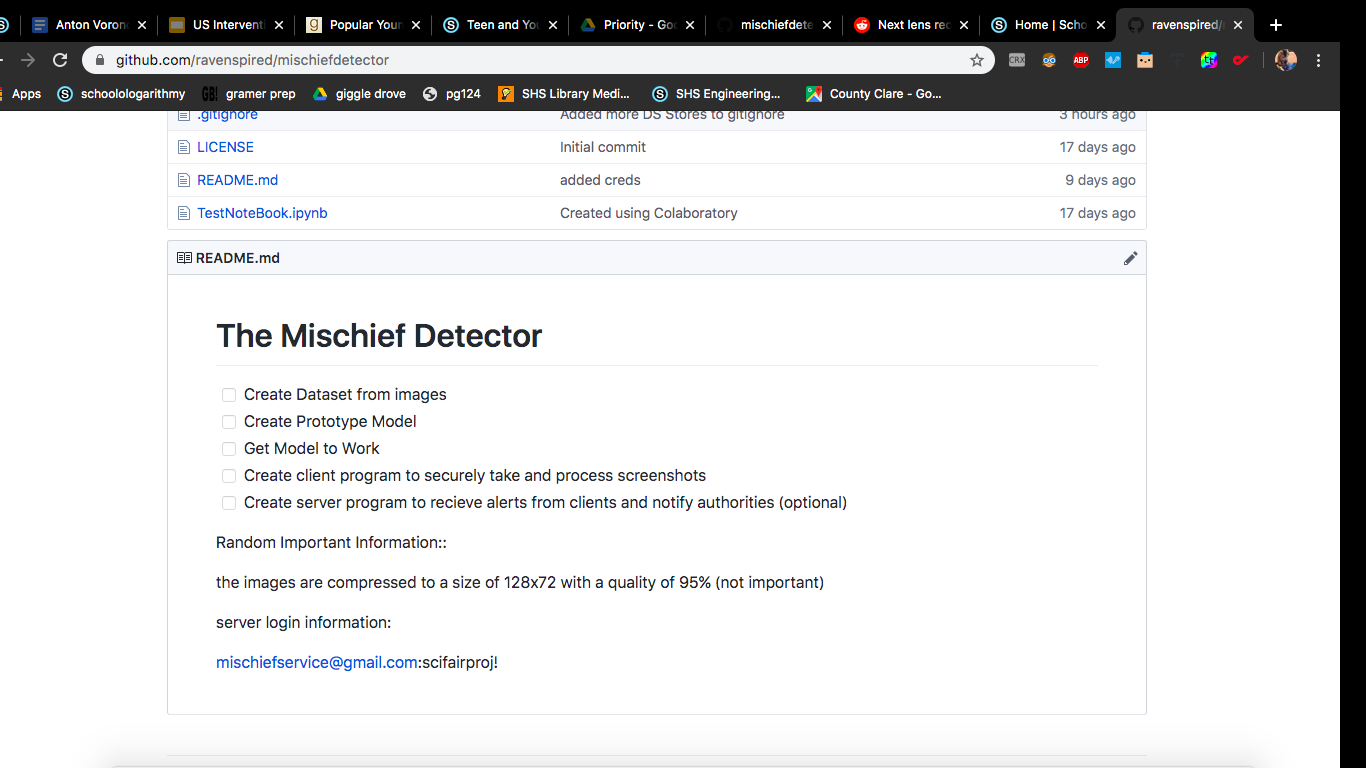 Anton Vorono
US Interventi
Popular Youn
Teen and You
Priority - Goo
mischiefdete
Next lens rec
Home | Scho
ravenspired/
github.com/ravenspired/mischiefdetector
CRX
ABP
Apps
schoolologarithmy
GB!
gramer prep
giggle drove
pg124
SHS Library Medi...
SHS Engineering...
County Clare - Go...
.gitignore Added more DS Stores to gitignore 3 hours ago
LICENSE Initial commit 17 days ago
README.md added creds 9 days ago
TestNoteBook.ipynb Created using Colaboratory 17 days ago
README.md
The Mischief Detector
Create Dataset from images
Create Prototype Model
Get Model to Work
Create client program to securely take and process screenshots
Create server program to recieve alerts from clients and notify authorities (optional)
Random Important Information::
the images are compressed to a size of 128x72 with a quality of 95% (not important)
server login information:
mischiefservice@gmail.com:scifairproj!